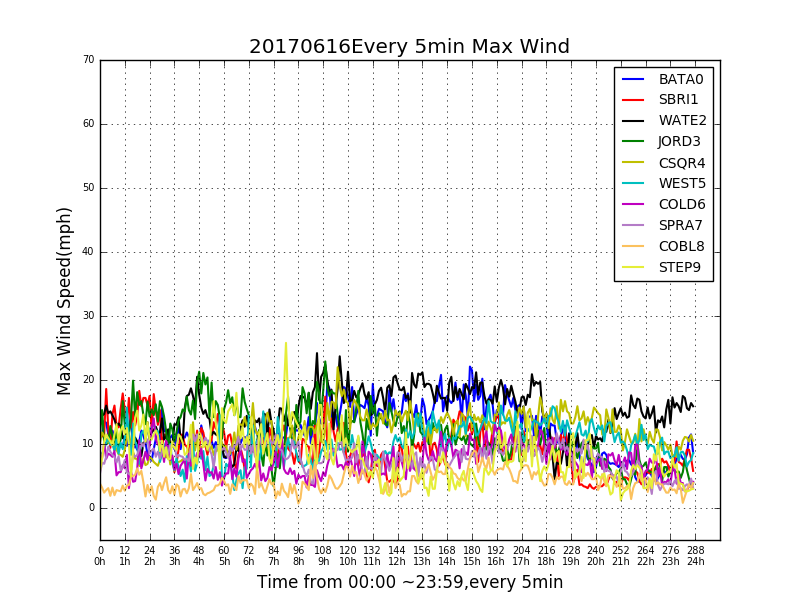 20170616Every 5min Max Wind
Max Wind Speed(mph)
70
60
50
40
30
20
10
0
BATA0
SBRI1
WATE2
JORD3
CSQR4
WEST5
COLD6
SPRA7
COBL8
STEP9
0 12 24 36 48 60 72 84 96 108 120 132 144 156 168 180 192 204 216 228 240 252 264 276 288
0h 1h 2h 3h 4h 5h 6h 7h 8h 9h 10h 11h 12h 13h 14h 15h 16h 17h 18h 19h 20h 21h 22h 23h 24h
Time from 00:00 ~23:59,every 5min